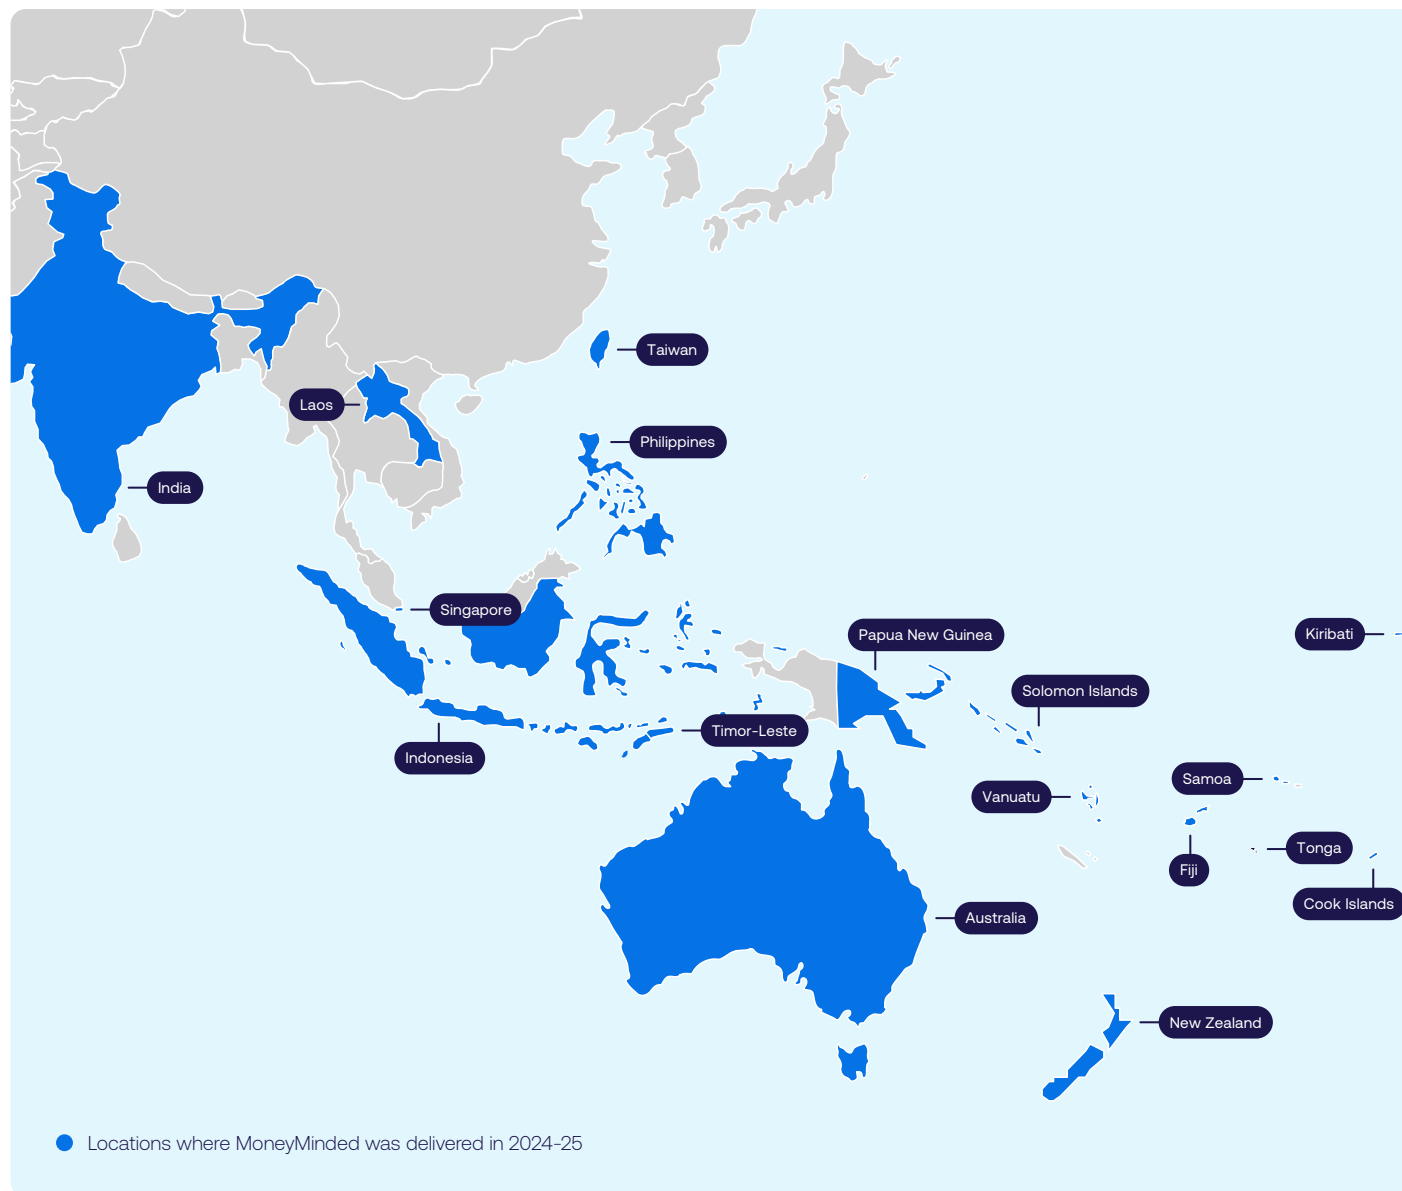 Taiwan
Laos
Philippines
India
Singapore
Papua New Guinea
Kiribati
Solomon Islands
Timor-Leste
Indonesia
Samoa
Vanuatu
Tonga
Fiji
Cook Islands
Australia
New Zealand
Locations where MoneyMinded was delivered in 2024-25